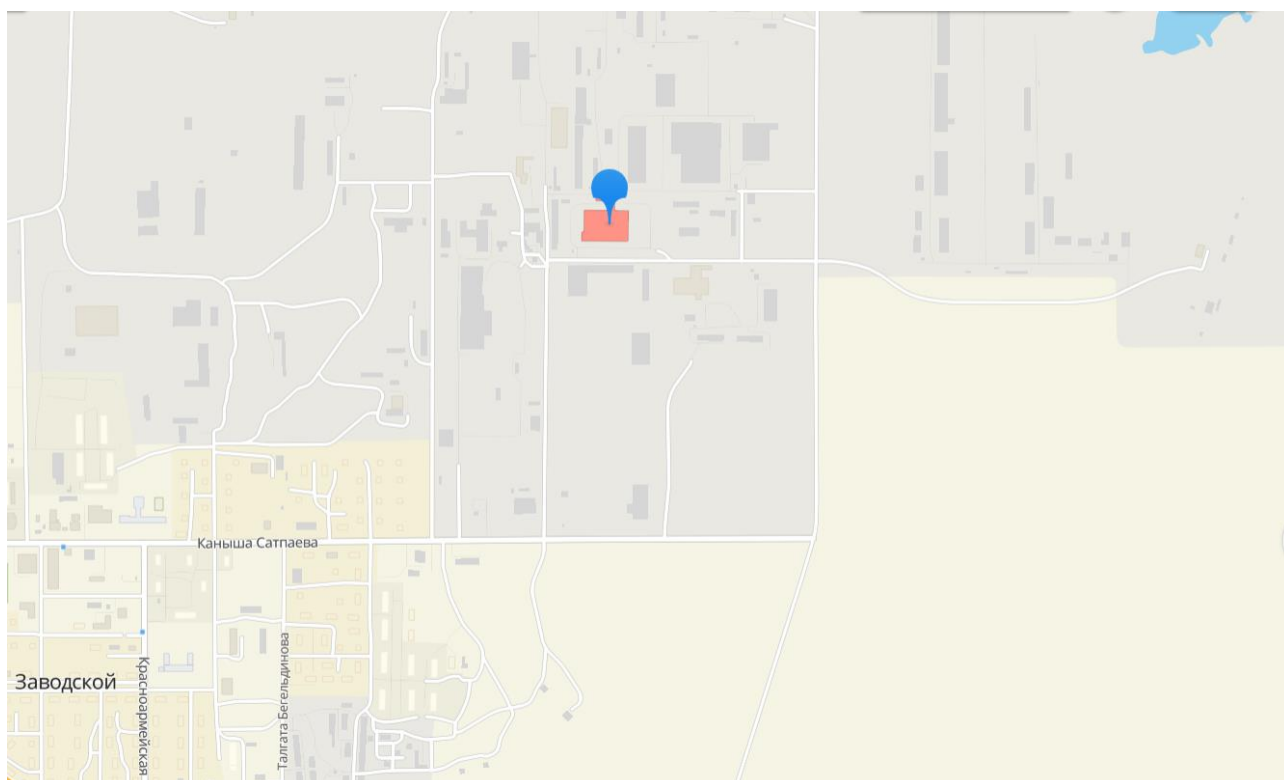 Каныша Сатпаева
Заводской
Красноармейская
Талгата Бегельдинова